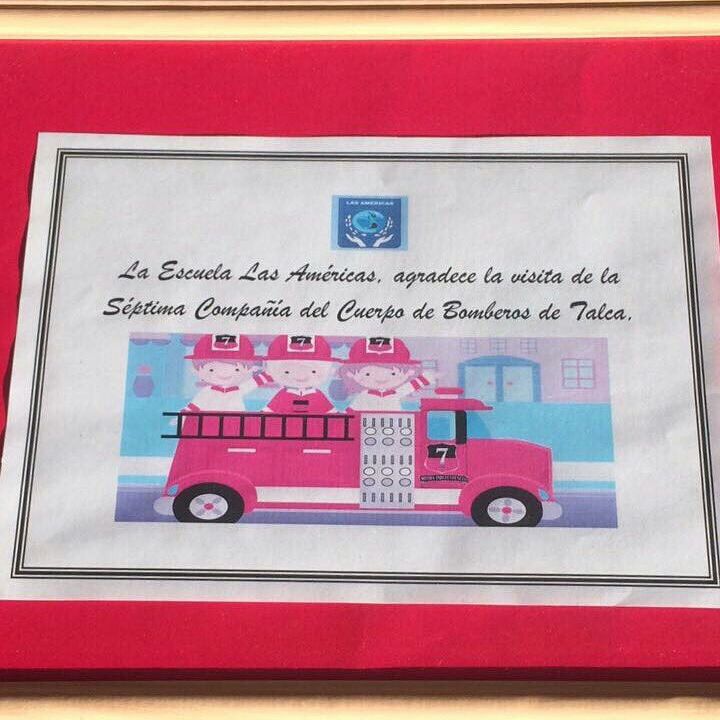 LAS AMÉRICAS
La Escuela Las Américas, agradece la visita de la
Séptima Compañía del Cuerpo de Bomberos de Talca.
7
7
7
7